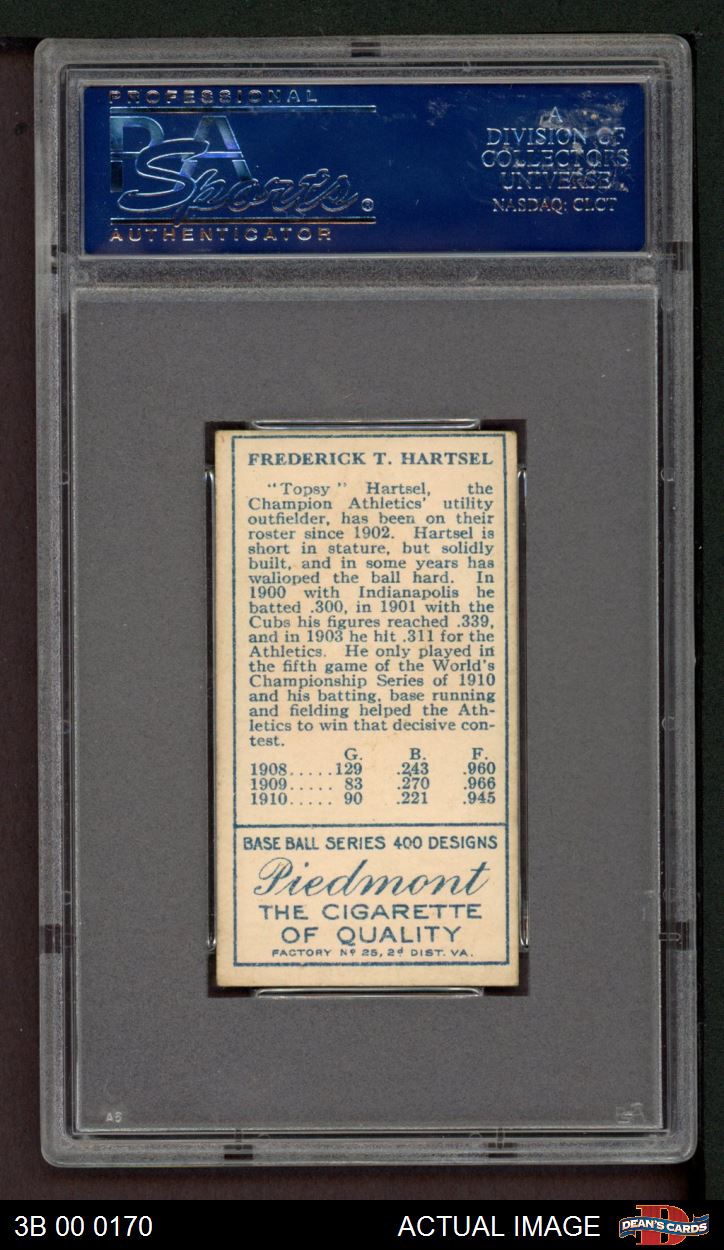 PROFESSIONAL
PSA
Sports®
AUTHENTICATOR
A
DIVISION OF
COLLECTORS
UNIVERSE
NASDAQ: CLCT
FREDERICK T. HARTSEL
"Topsy" Hartsel, the
Champion Athletics' utility
outfielder, has been on their
roster since 1902. Hartsel is
short in stature, but solidly
built, and in some years has
walloped the ball hard. In
1900 with Indianapolis he
batted .300, in 1901 with the
Cubs his figures reached .339,
and in 1903 he hit .311 for the
Athletics. He only played in
the fifth game of the World's
Championship Series of 1910
and his batting, base running
and fielding helped the Ath-
letics to win that decisive con-
test.
G. B. F.
1908.....129 .243 .960
1909..... 83 .270 .966
1910..... 90 .221 .945
BASE BALL SERIES 400 DESIGNS
Piedmont
THE CIGARETTE
OF QUALITY
FACTORY Nº 25, 2d DIST. VA.
A6
PSA
3B 00 0170
ACTUAL IMAGE
DEAN'S CARDS